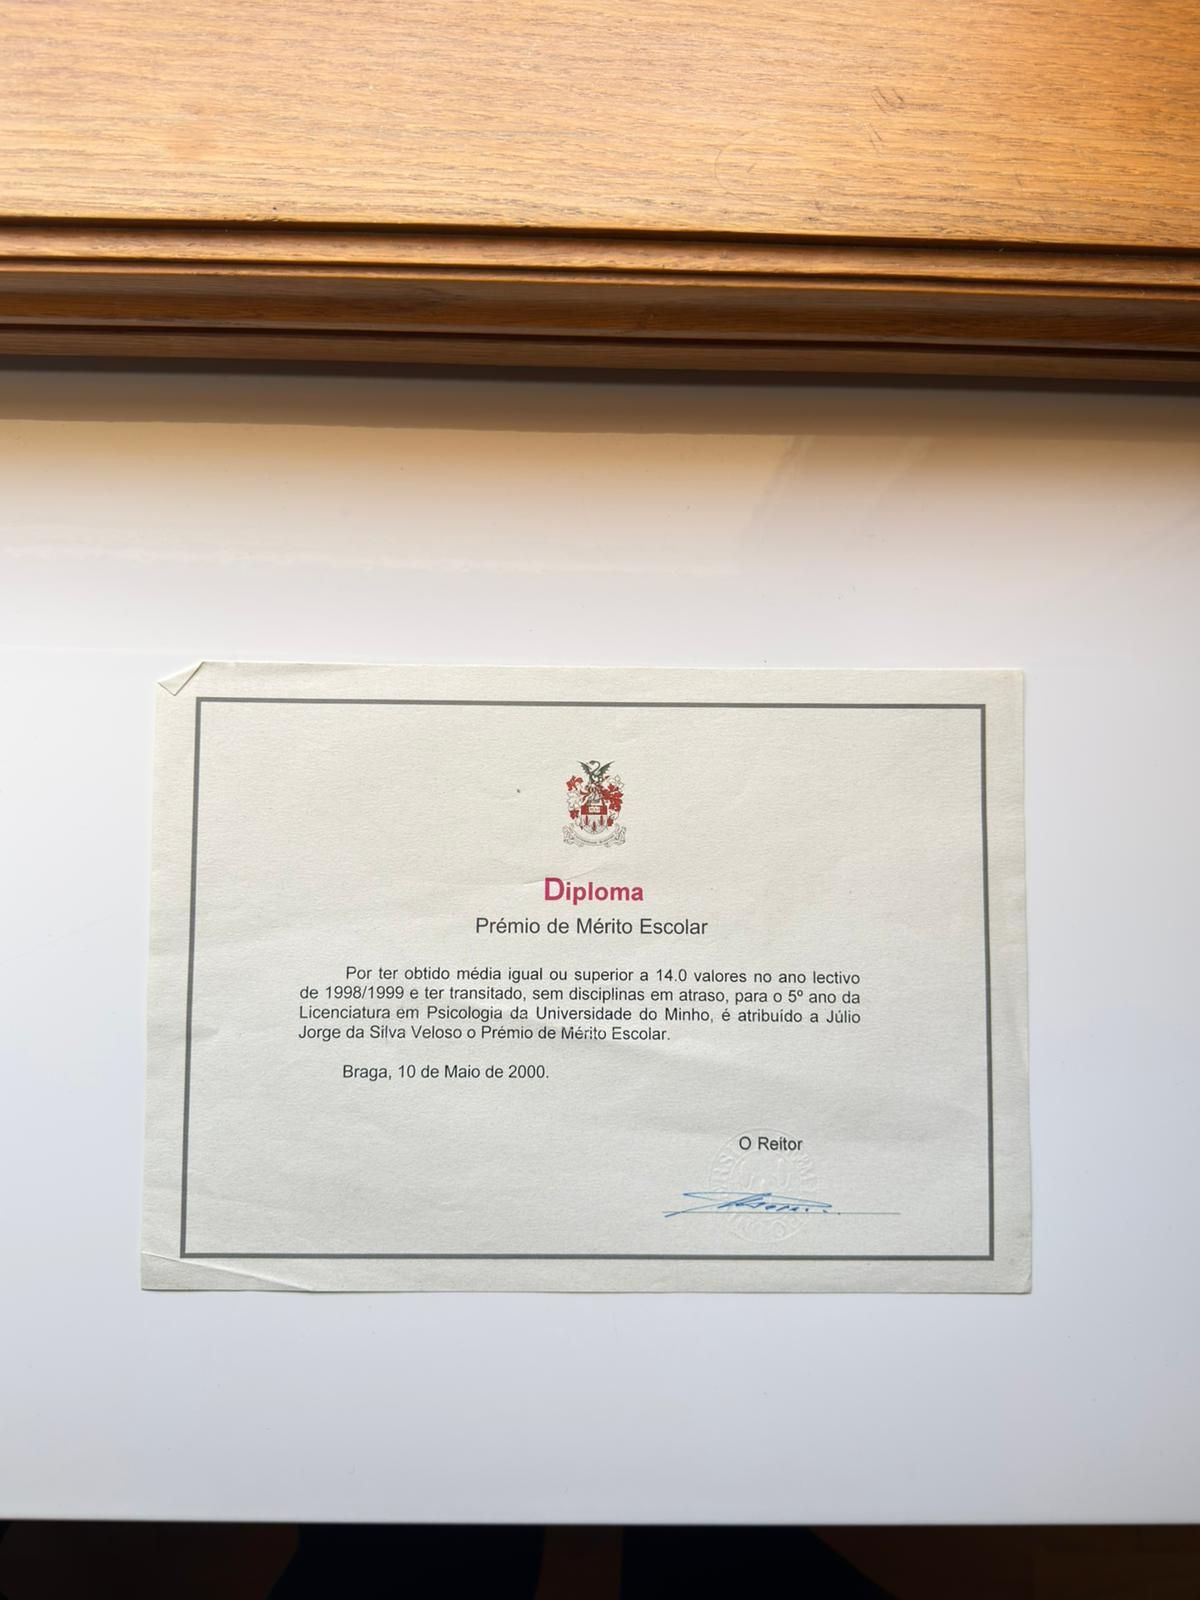 Diploma
Prémio de Mérito Escolar
Por ter obtido média igual ou superior a 14.0 valores no ano lectivo
de 1998/1999 e ter transitado, sem disciplinas em atraso, para o 5º ano da
Licenciatura em Psicologia da Universidade do Minho, é atribuído a Júlio
Jorge da Silva Veloso o Prémio de Mérito Escolar.
Braga, 10 de Maio de 2000.
O Reitor